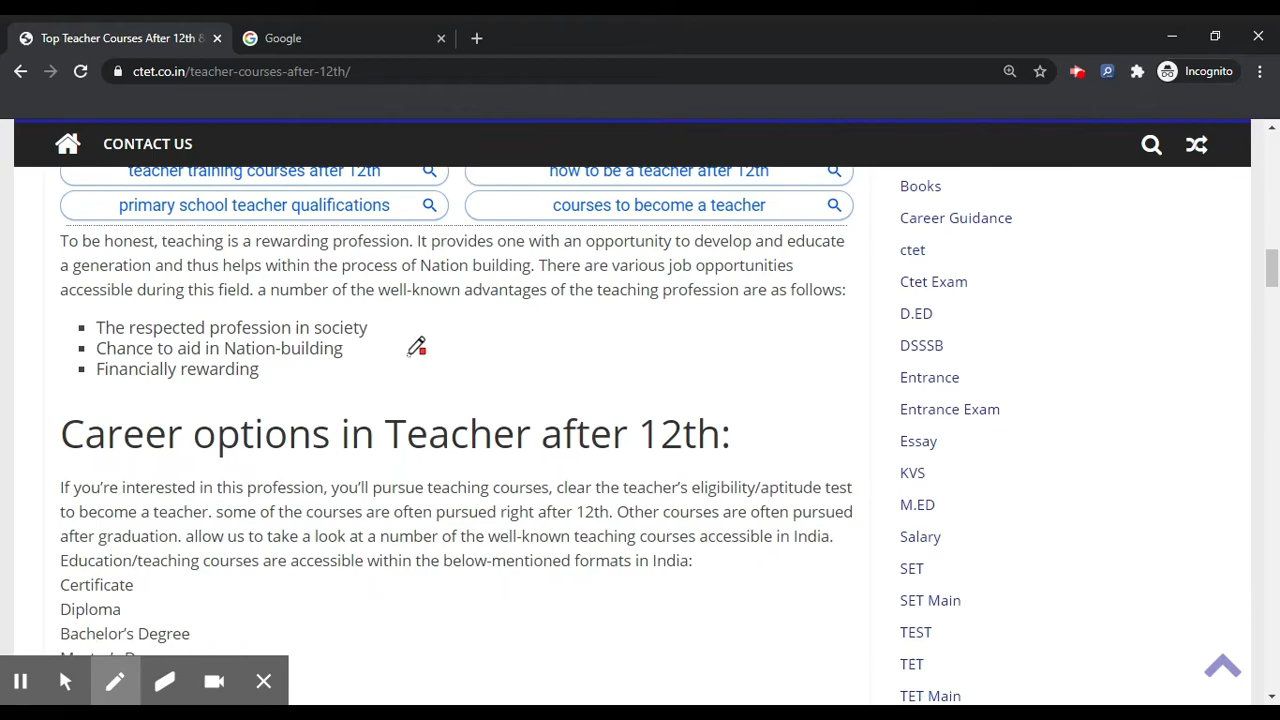 Top Teacher Courses After 12th &
Google
ctet.co.in/teacher-courses-after-12th/
Incognito
CONTACT US
teacher training courses after 12th
how to be a teacher after 12th
primary school teacher qualifications
courses to become a teacher
To be honest, teaching is a rewarding profession. It provides one with an opportunity to develop and educate
a generation and thus helps within the process of Nation building. There are various job opportunities
accessible during this field. a number of the well-known advantages of the teaching profession are as follows:
The respected profession in society
Chance to aid in Nation-building
Financially rewarding
Career options in Teacher after 12th:
If you’re interested in this profession, you’ll pursue teaching courses, clear the teacher’s eligibility/aptitude test
to become a teacher. some of the courses are often pursued right after 12th. Other courses are often pursued
after graduation. allow us to take a look at a number of the well-known teaching courses accessible in India.
Education/teaching courses are accessible within the below-mentioned formats in India:
Certificate
Diploma
Bachelor’s Degree
Books
Career Guidance
ctet
Ctet Exam
D.ED
DSSSB
Entrance
Entrance Exam
Essay
KVS
M.ED
Salary
SET
SET Main
TEST
TET
TET Main